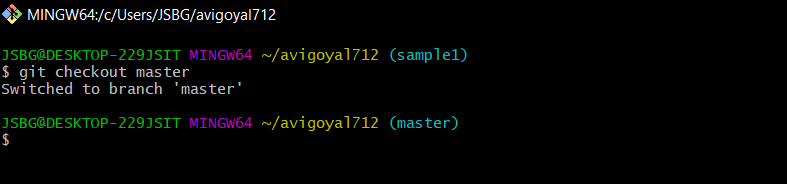 MINGW64:/c/Users/JSBG/avigoyal712
JSBG@DESKTOP-229JSIT MINGW64 ~/avigoyal712 (sample1)
$ git checkout master
Switched to branch 'master'
JSBG@DESKTOP-229JSIT MINGW64 ~/avigoyal712 (master)
$